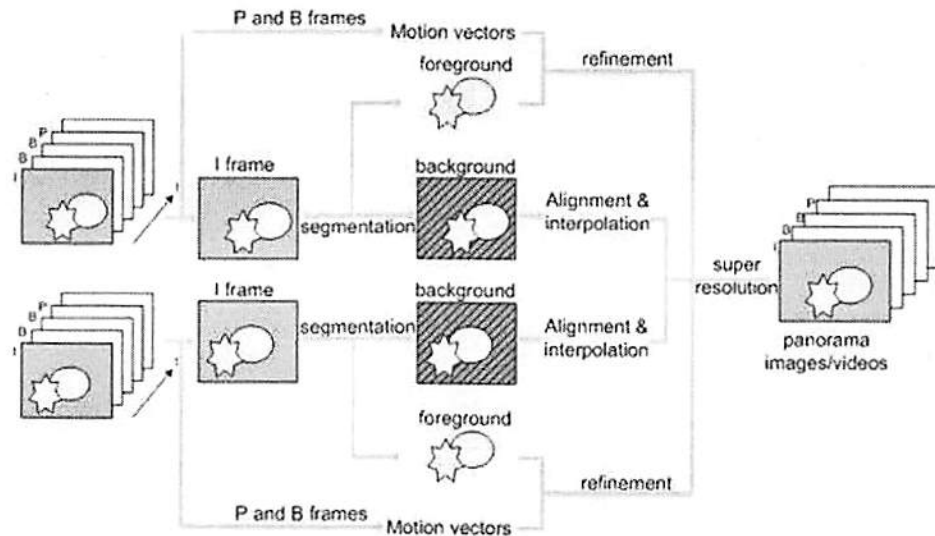 P and B frames
Motion vectors
foreground
refinement
P
B
B
I
t
I frame
segmentation
background
Alignment &
interpolation
P
B
B
I
t
I frame
segmentation
background
Alignment &
interpolation
foreground
P and B frames
Motion vectors
refinement
super
resolution
P
B
B
I
panorama
images/videos